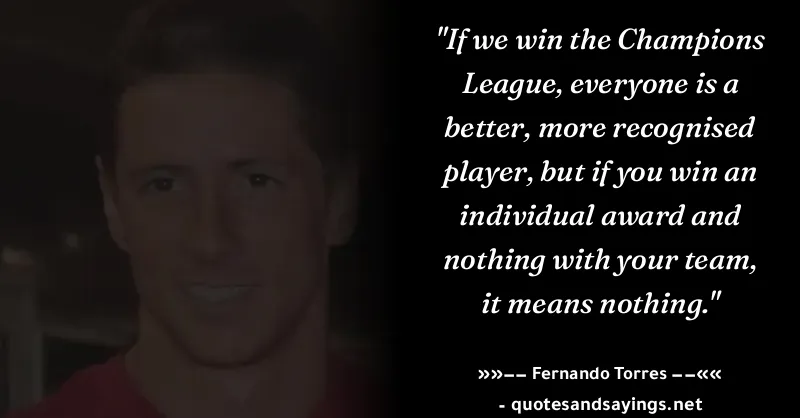 "If we win the Champions
League, everyone is a
better, more recognised
player, but if you win an
individual award and
nothing with your team,
it means nothing."
»»–– Fernando Torres ––««
- quotesandsayings.net